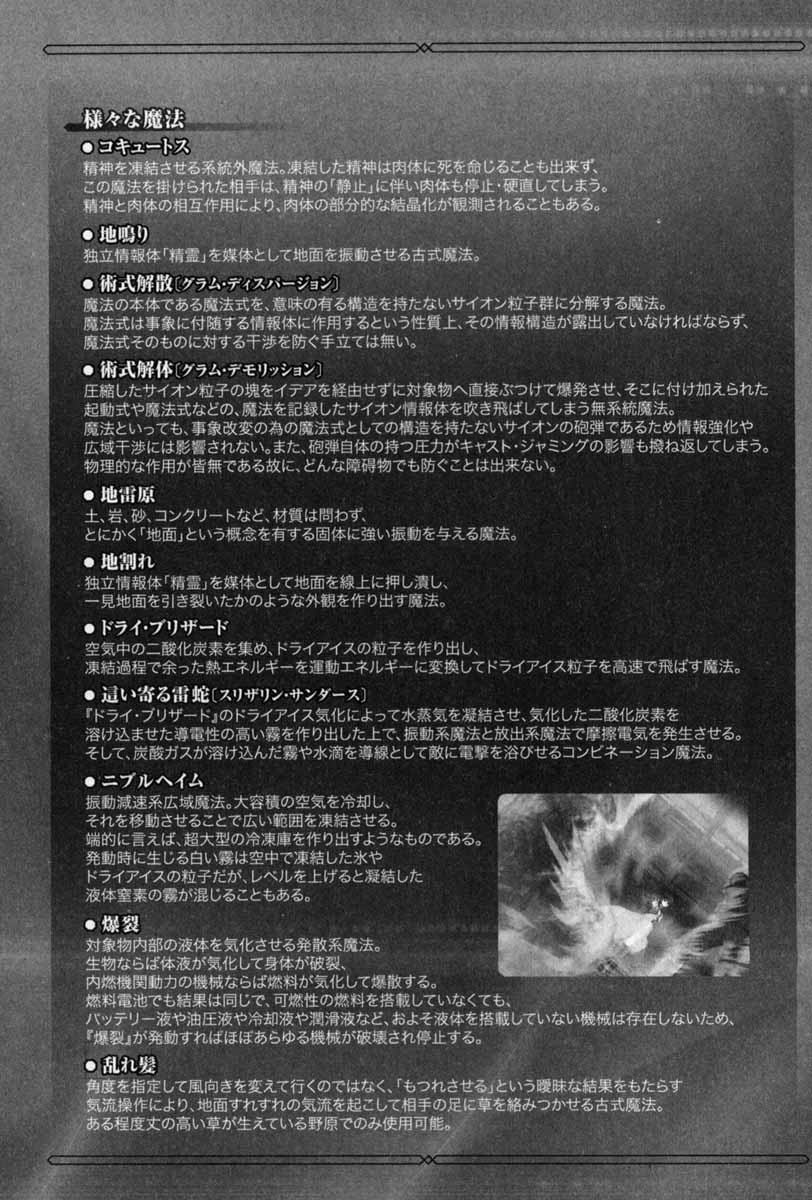 様々な魔法
●コキュートス
精神を凍結させる系統外魔法。凍結した精神は肉体に死を命じることも出来ず、
この魔法を掛けられた相手は、精神の「静止」に伴い肉体も停止・硬直してしまう。
精神と肉体の相互作用により、肉体の部分的な結晶化が観測されることもある。
●地鳴り
独立情報体「精霊」を媒体として地面を振動させる古式魔法。
●術式解散[グラム・ディスパージョン]
魔法の本体である魔法式を、意味の有る構造を持たないサイオン粒子群に分解する魔法。
魔法式は事象に付随する情報体に作用するという性質上、その情報構造が露出していなければならず、
魔法式そのものに対する干渉を防ぐ手立ては無い。
●術式解体[グラム・デモリッション]
圧縮したサイオン粒子の塊をイデアを経由せずに対象物へ直接ぶつけて爆発させ、そこに付け加えられた
起動式や魔法式などの、魔法を記録したサイオン情報体を吹き飛ばしてしまう無系統魔法。
魔法といっても、事象改変の為の魔法式としての構造を持たないサイオンの砲弾であるため情報強化や
広域干渉には影響されない。また、砲弾自体の持つ圧力がキャスト・ジャミングの影響も撥ね返してしまう。
物理的な作用が皆無である故に、どんな障碍物でも防ぐことは出来ない。
●地雷原
土、岩、砂、コンクリートなど、材質は問わず、
とにかく「地面」という概念を有する固体に強い振動を与える魔法。
●地割れ
独立情報体「精霊」を媒体として地面を線上に押し潰し、
一見地面を引き裂いたかのような外観を作り出す魔法。
●ドライ・ブリザード
空気中の二酸化炭素を集め、ドライアイスの粒子を作り出し、
凍結過程で余った熱エネルギーを運動エネルギーに変換してドライアイス粒子を高速で飛ばす魔法。
●這い寄る雷蛇[スリザリン・サンダース]
『ドライ・ブリザード』のドライアイス気化によって水蒸気を凝結させ、気化した二酸化炭素を
溶け込ませた導電性の高い霧を作り出した上で、振動系魔法と放出系魔法で摩擦電気を発生させる。
そして、炭酸ガスが溶け込んだ霧や水滴を導線として敵に電撃を浴びせるコンビネーション魔法。
●ニブルヘイム
振動減速系広域魔法。大容積の空気を冷却し、
それを移動させることで広い範囲を凍結させる。
端的に言えば、超大型の冷凍庫を作り出すようなものである。
発動時に生じる白い霧は空中で凍結した氷や
ドライアイスの粒子だが、レベルを上げると凝結した
液体窒素の霧が混じることもある。
●爆裂
対象物内部の液体を気化させる発散系魔法。
生物ならば体液が気化して身体が破裂、
内燃機関動力の機械ならば燃料が気化して爆散する。
燃料電池でも結果は同じで、可燃性の燃料を搭載していなくても、
バッテリー液や油圧液や冷却液や潤滑液など、およそ液体を搭載していない機械は存在しないため、
『爆裂』が発動すればほぼあらゆる機械が破壊され停止する。
●乱れ髪
角度を指定して風向きを変えて行くのではなく、「もつれさせる」という曖昧な結果をもたらす
気流操作により、地面すれすれの気流を起こして相手の足に草を絡みつかせる古式魔法。
ある程度丈の高い草が生えている野原でのみ使用可能。